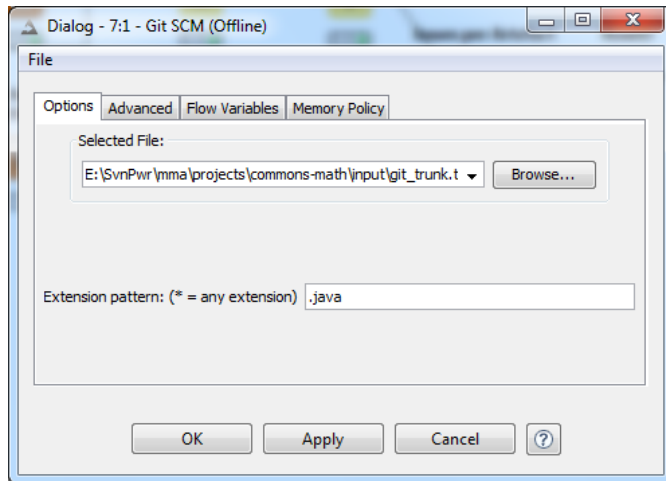 Dialog - 7:1 - Git SCM (Offline)
File
Options Advanced Flow Variables Memory Policy
Selected File:
E:\SvnPwr\mma\projects\commons-math\input\git_trunk.t Browse...
Extension pattern: (* = any extension) .java
OK Apply Cancel ?